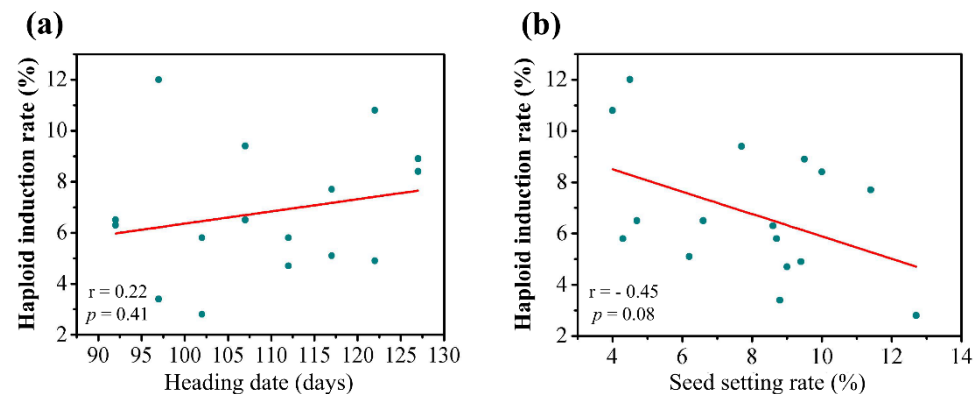 (a)
Haploid induction rate (%)
12
10
8
6
4
2
r = 0.22
p = 0.41
90 95 100 105 110 115 120 125 130
Heading date (days)
(b)
Haploid induction rate (%)
12
10
8
6
4
2
r = - 0.45
p = 0.08
4 6 8 10 12 14
Seed setting rate (%)